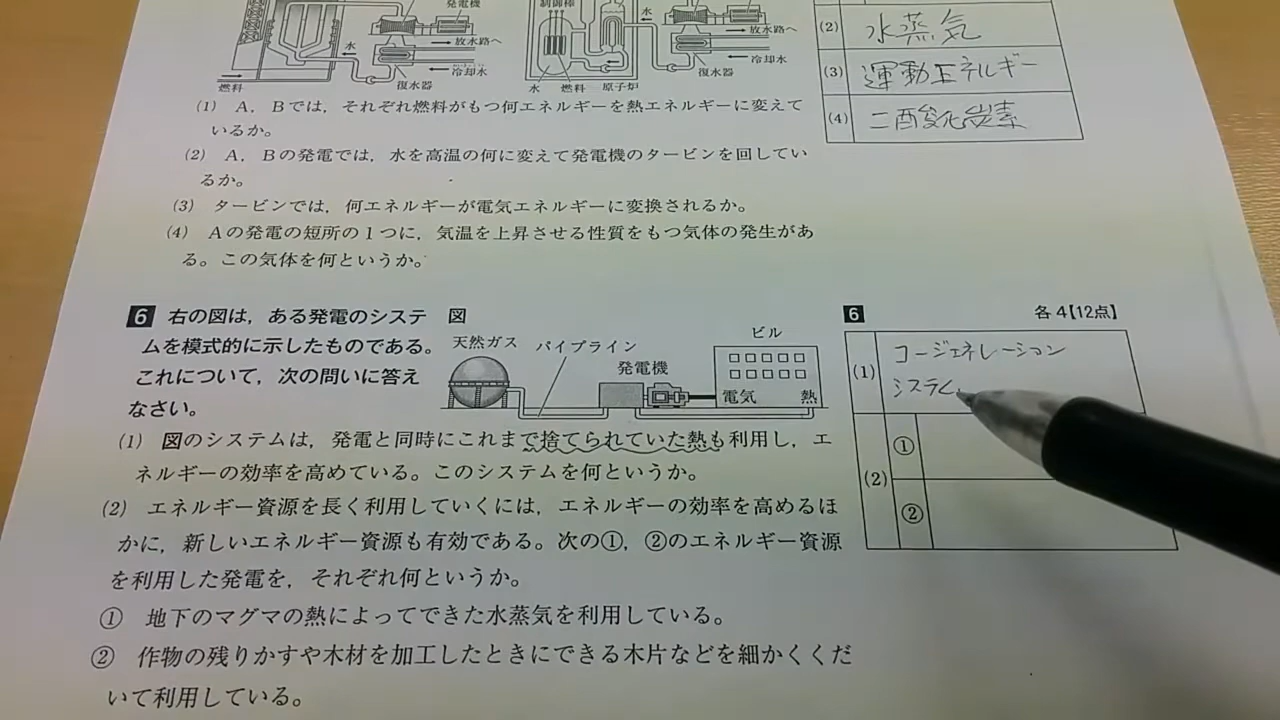 発電機
制御棒
水
放水路へ
冷却水
復水器
燃料
水
放水路へ
冷却水
復水器
水
燃料
原子炉
(1) A，Bでは，それぞれ燃料がもつ何エネルギーを熱エネルギーに変えて
いるか。
(2) A，Bの発電では，水を高温の何に変えて発電機のタービンを回してい
るか。
(3) タービンでは，何エネルギーが電気エネルギーに変換されるか。
(4) Aの発電の短所の1つに，気温を上昇させる性質をもつ気体の発生があ
る。この気体を何というか。
(2) 水蒸気
(3) 運動エネルギー
(4) 二酸化炭素
6 右の図は，ある発電のシステ
ムを模式的に示したものである。
これについて，次の問いに答え
なさい。
図
天然ガス
パイプライン
発電機
ビル
電気 熱
(1) 図のシステムは，発電と同時にこれまで捨てられていた熱も利用し，エ
ネルギーの効率を高めている。このシステムを何というか。
(2) エネルギー資源を長く利用していくには，エネルギーの効率を高めるほ
かに，新しいエネルギー資源も有効である。次の①，②のエネルギー資源
を利用した発電を，それぞれ何というか。
① 地下のマグマの熱によってできた水蒸気を利用している。
② 作物の残りかすや木材を加工したときにできる木片などを細かくくだ
いて利用している。
6 各4【12点】
(1) コージェネレーション
システム
(2)
①
②